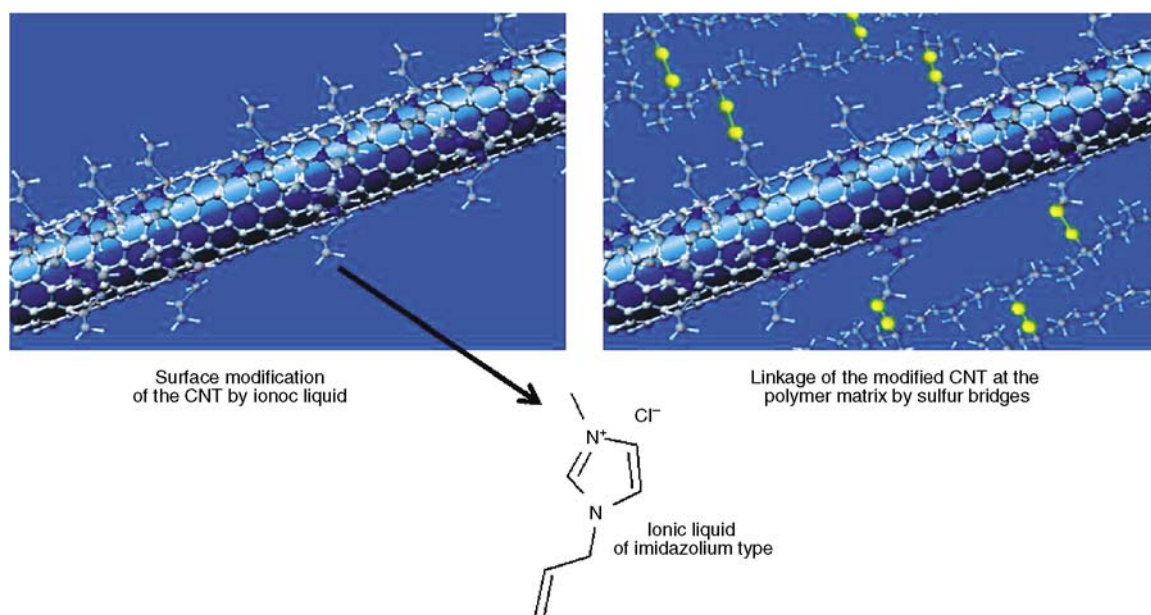 Surface modification
of the CNT by ionoc liquid
Linkage of the modified CNT at the
polymer matrix by sulfur bridges
Cl⁻
N⁺
N
Ionic liquid
of imidazolium type